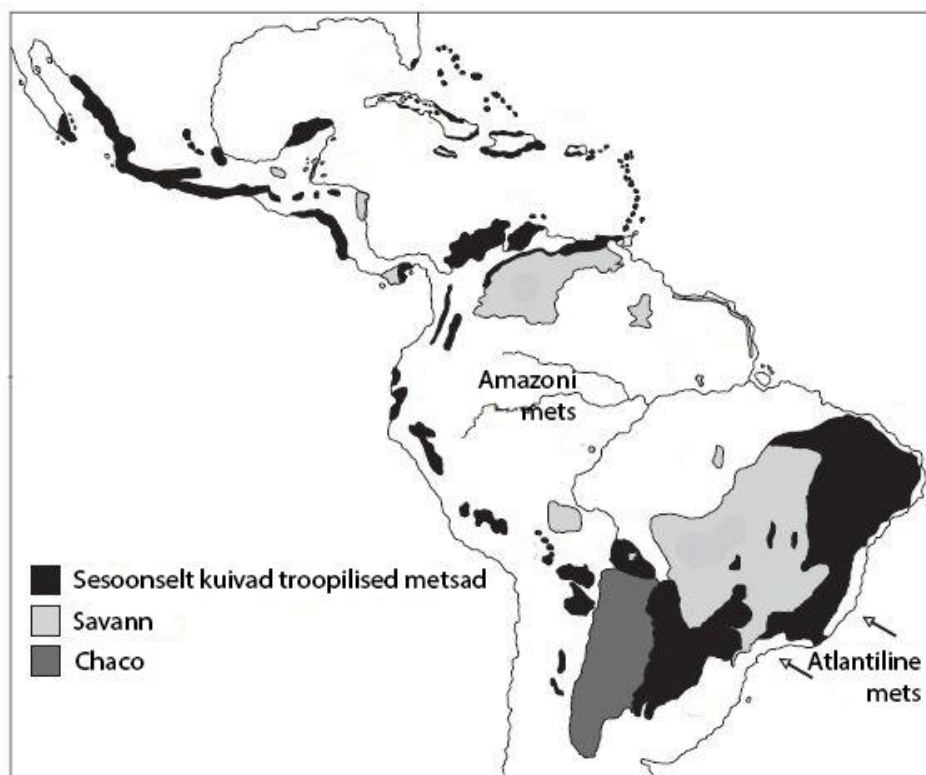 Amazoni
mets
Sesoonselt kuivad troopilised metsad
Savann
Chaco
Atlantiline
mets